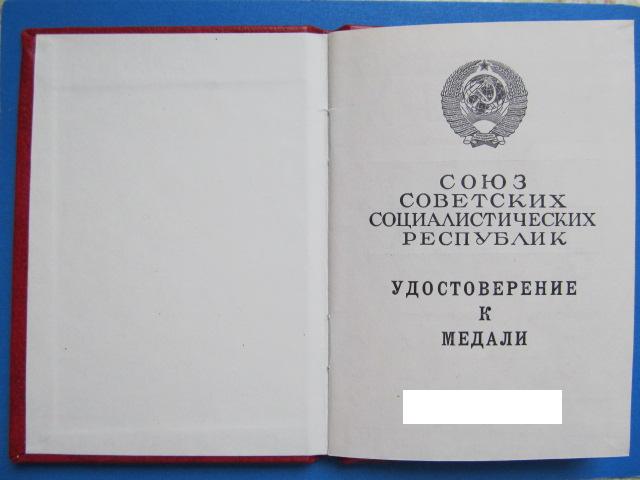 СОЮЗ
СОВЕТСКИХ
СОЦИАЛИСТИЧЕСКИХ
РЕСПУБЛИК
УДОСТОВЕРЕНИЕ
К
МЕДАЛИ